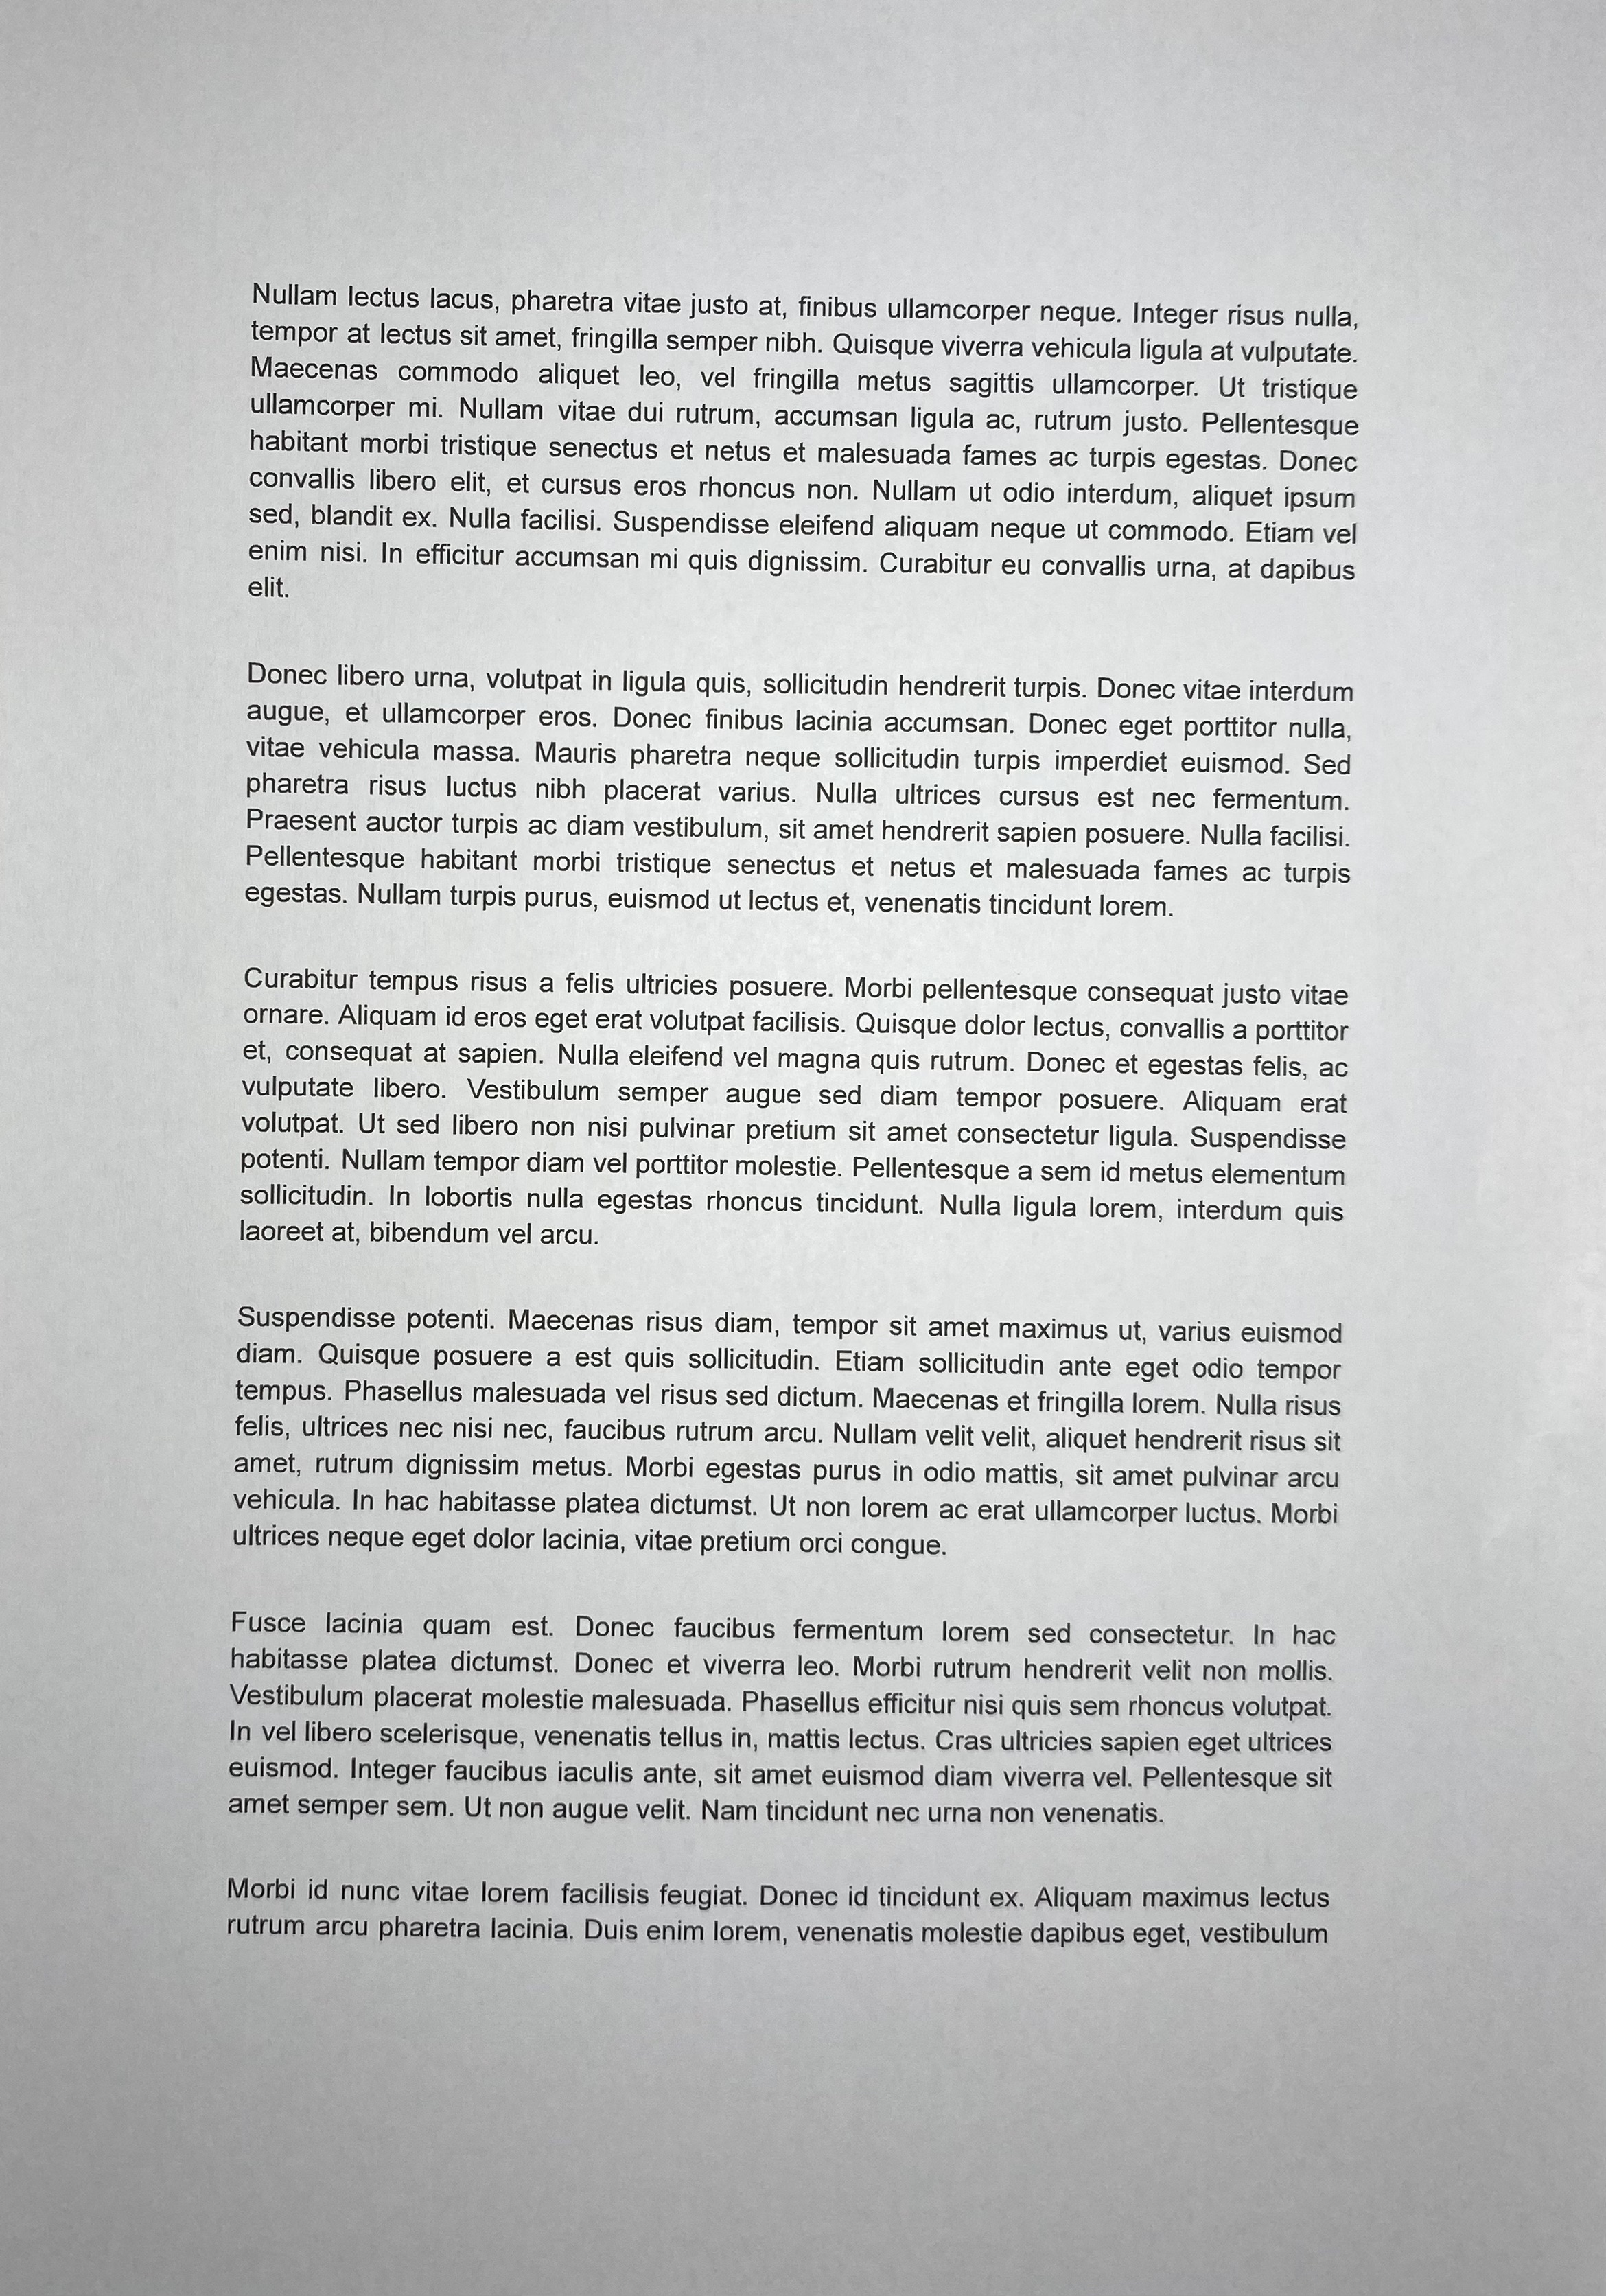 Nullam lectus lacus, pharetra vitae justo at, finibus ullamcorper neque. Integer risus nulla,
tempor at lectus sit amet, fringilla semper nibh. Quisque viverra vehicula ligula at vulputate.
Maecenas commodo aliquet leo, vel fringilla metus sagittis ullamcorper. Ut tristique
ullamcorper mi. Nullam vitae dui rutrum, accumsan ligula ac, rutrum justo. Pellentesque
habitant morbi tristique senectus et netus et malesuada fames ac turpis egestas. Donec
convallis libero elit, et cursus eros rhoncus non. Nullam ut odio interdum, aliquet ipsum
sed, blandit ex. Nulla facilisi. Suspendisse eleifend aliquam neque ut commodo. Etiam vel
enim nisi. In efficitur accumsan mi quis dignissim. Curabitur eu convallis urna, at dapibus
elit.
Donec libero urna, volutpat in ligula quis, sollicitudin hendrerit turpis. Donec vitae interdum
augue, et ullamcorper eros. Donec finibus lacinia accumsan. Donec eget porttitor nulla,
vitae vehicula massa. Mauris pharetra neque sollicitudin turpis imperdiet euismod. Sed
pharetra risus luctus nibh placerat varius. Nulla ultrices cursus est nec fermentum.
Praesent auctor turpis ac diam vestibulum, sit amet hendrerit sapien posuere. Nulla facilisi.
Pellentesque habitant morbi tristique senectus et netus et malesuada fames ac turpis
egestas. Nullam turpis purus, euismod ut lectus et, venenatis tincidunt lorem.
Curabitur tempus risus a felis ultricies posuere. Morbi pellentesque consequat justo vitae
ornare. Aliquam id eros eget erat volutpat facilisis. Quisque dolor lectus, convallis a porttitor
et, consequat at sapien. Nulla eleifend vel magna quis rutrum. Donec et egestas felis, ac
vulputate libero. Vestibulum semper augue sed diam tempor posuere. Aliquam erat
volutpat. Ut sed libero non nisi pulvinar pretium sit amet consectetur ligula. Suspendisse
potenti. Nullam tempor diam vel porttitor molestie. Pellentesque a sem id metus elementum
sollicitudin. In lobortis nulla egestas rhoncus tincidunt. Nulla ligula lorem, interdum quis
laoreet at, bibendum vel arcu.
Suspendisse potenti. Maecenas risus diam, tempor sit amet maximus ut, varius euismod
diam. Quisque posuere a est quis sollicitudin. Etiam sollicitudin ante eget odio tempor
tempus. Phasellus malesuada vel risus sed dictum. Maecenas et fringilla lorem. Nulla risus
felis, ultrices nec nisi nec, faucibus rutrum arcu. Nullam velit velit, aliquet hendrerit risus sit
amet, rutrum dignissim metus. Morbi egestas purus in odio mattis, sit amet pulvinar arcu
vehicula. In hac habitasse platea dictumst. Ut non lorem ac erat ullamcorper luctus. Morbi
ultrices neque eget dolor lacinia, vitae pretium orci congue.
Fusce lacinia quam est. Donec faucibus fermentum lorem sed consectetur. In hac
habitasse platea dictumst. Donec et viverra leo. Morbi rutrum hendrerit velit non mollis.
Vestibulum placerat molestie malesuada. Phasellus efficitur nisi quis sem rhoncus volutpat.
In vel libero scelerisque, venenatis tellus in, mattis lectus. Cras ultricies sapien eget ultrices
euismod. Integer faucibus iaculis ante, sit amet euismod diam viverra vel. Pellentesque sit
amet semper sem. Ut non augue velit. Nam tincidunt nec urna non venenatis.
Morbi id nunc vitae lorem facilisis feugiat. Donec id tincidunt ex. Aliquam maximus lectus
rutrum arcu pharetra lacinia. Duis enim lorem, venenatis molestie dapibus eget, vestibulum